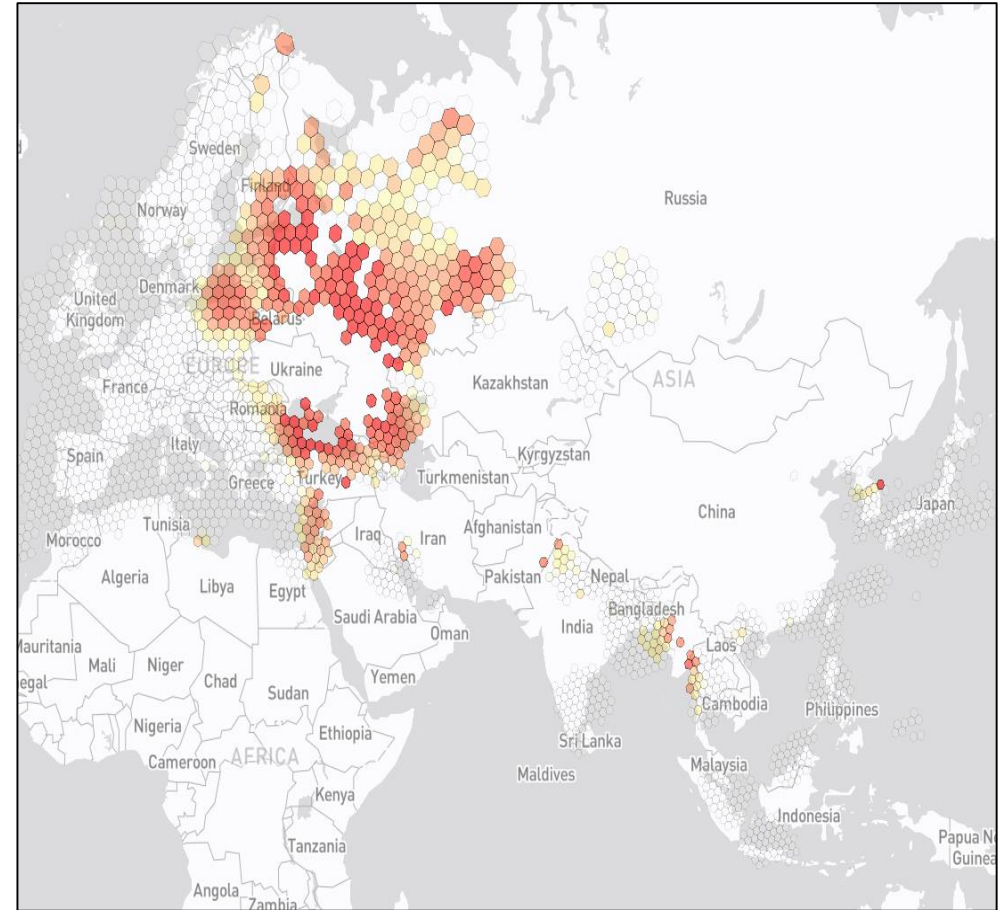 Sweden
Finland
Norway
Russia
Denmark
United
Kingdom
Belarus
EUROPE
Ukraine
France
Kazakhstan
ASIA
Romania
Italy
Spain
Kyrgyzstan
Greece
Turkey
Turkmenistan
China
Japan
Tunisia
Morocco
Iraq
Iran
Afghanistan
Algeria
Libya
Egypt
Pakistan
Nepal
Bangladesh
Saudi Arabia
India
Oman
Laos
Mauritania
Mali
Niger
egal
Chad
Sudan
Yemen
Cambodia
Philippines
Nigeria
Ethiopia
Sri Lanka
Cameroon
AFRICA
Maldives
Malaysia
Kenya
Indonesia
Tanzania
Papua N
Guinea
Angola
Zambia